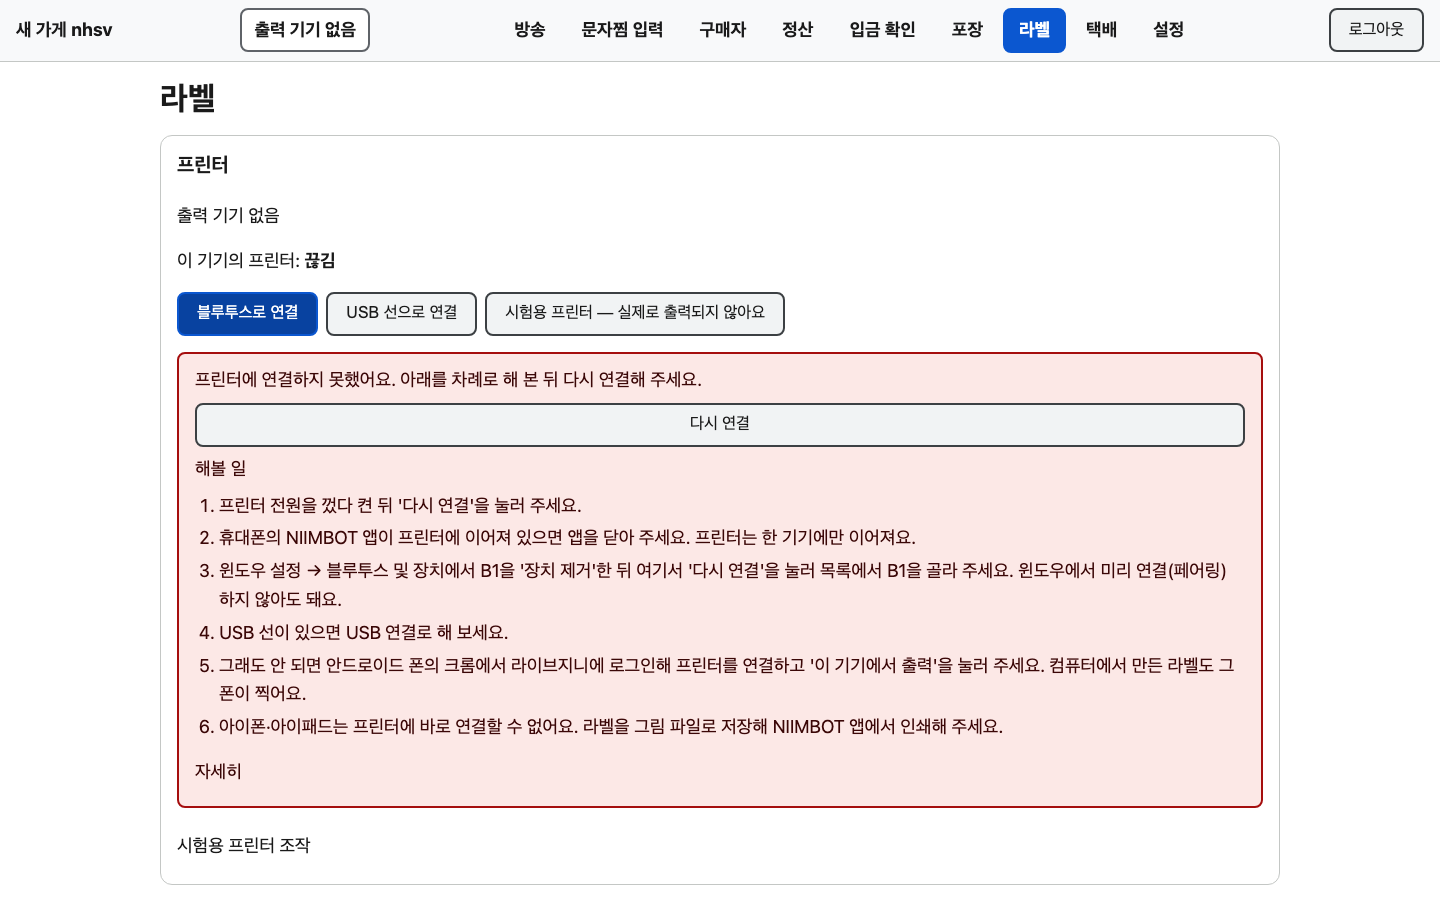 새 가게 nhsv
출력 기기 없음
방송
문자찜 입력
구매자
정산
입금 확인
포장
라벨
택배
설정
로그아웃
라벨
프린터
출력 기기 없음
이 기기의 프린터: 끊김
블루투스로 연결
USB 선으로 연결
시험용 프린터 — 실제로 출력되지 않아요
프린터에 연결하지 못했어요. 아래를 차례로 해 본 뒤 다시 연결해 주세요.
다시 연결
해볼 일
1. 프린터 전원을 껐다 켠 뒤 '다시 연결'을 눌러 주세요.
2. 휴대폰의 NIIMBOT 앱이 프린터에 이어져 있으면 앱을 닫아 주세요. 프린터는 한 기기에만 이어져요.
3. 윈도우 설정 → 블루투스 및 장치에서 B1을 '장치 제거'한 뒤 여기서 '다시 연결'을 눌러 목록에서 B1을 골라 주세요. 윈도우에서 미리 연결(페어링)
하지 않아도 돼요.
4. USB 선이 있으면 USB 연결로 해 보세요.
5. 그래도 안 되면 안드로이드 폰의 크롬에서 라이브지니에 로그인해 프린터를 연결하고 '이 기기에서 출력'을 눌러 주세요. 컴퓨터에서 만든 라벨도 그
폰이 찍어요.
6. 아이폰·아이패드는 프린터에 바로 연결할 수 없어요. 라벨을 그림 파일로 저장해 NIIMBOT 앱에서 인쇄해 주세요.
자세히
시험용 프린터 조작